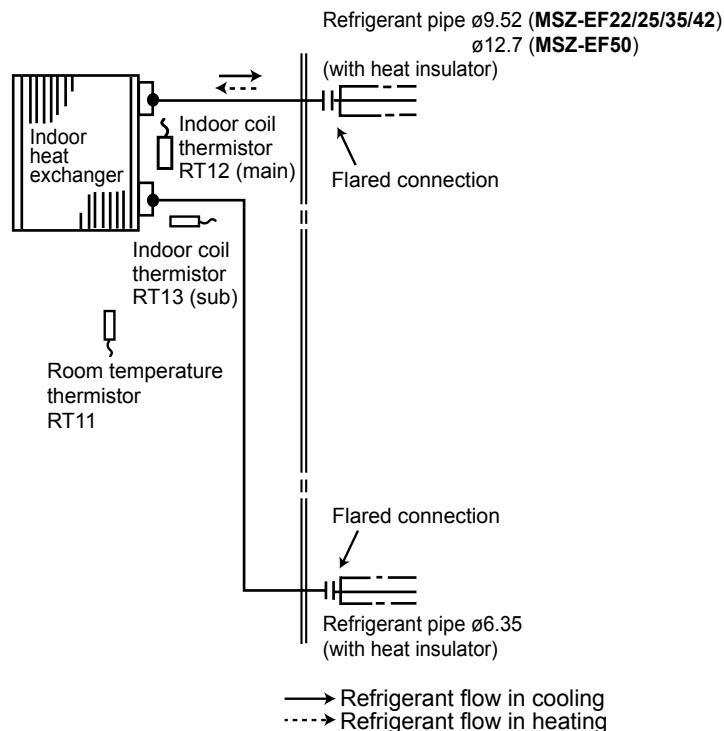 Refrigerant pipe ø9.52 (MSZ-EF22/25/35/42)
ø12.7 (MSZ-EF50)
(with heat insulator)
Indoor
heat
exchanger
Indoor coil
thermistor
RT12 (main)
Flared connection
Indoor coil
thermistor
RT13 (sub)
Room temperature
thermistor
RT11
Flared connection
Refrigerant pipe ø6.35
(with heat insulator)
Refrigerant flow in cooling
Refrigerant flow in heating